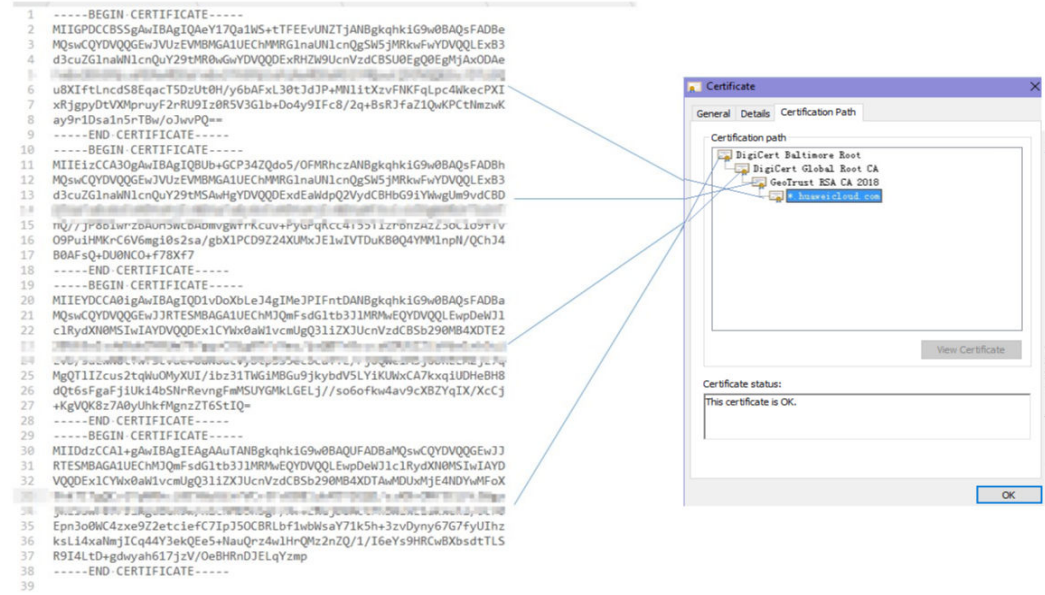 1 -----BEGIN CERTIFICATE-----
2 MIIGPDCCBSSgAwIBAgIQAeY17Qa1WS+tTFEEvUNZTjANBgkqhkiG9w0BAQsFADBe
3 MQswCQYDVQQGEwJVUzEVMBMGA1UEChMMRGlnaUNlcnQgSW5jMRkwFwYDVQQLExB3
4 d3cuZGlnaWNlcnQuY29tMR0wGwYDVQQDExRHZW9UcnVzdCBSU0EgQ0EgMjAxODAe
6 u8XIftLncdS8EqacT5DzUt0H/y6bAFxL30tJdJP+MNlitXzvFNKFqLpc4WkecPXI
7 xRjgpyDtVXMpruyF2rRU9Iz0R5V3Glb+Do4y9IFc8/2q+BsRJfaZ1QwKPCtNmzwK
8 ay9r1Dsa1n5rTBw/oJwvPQ==
9 -----END CERTIFICATE-----
10 -----BEGIN CERTIFICATE-----
11 MIIEizCCA3OgAwIBAgIQBUb+GCP34ZQdo5/OFMRhczANBgkqhkiG9w0BAQsFADBh
12 MQswCQYDVQQGEwJVUzEVMBMGA1UEChMMRGlnaUNlcnQgSW5jMRkwFwYDVQQLExB3
13 d3cuZGlnaWNlcnQuY29tMSAwHgYDVQQDExdEaWdpQ2VydCBHbG9iYWwgUm9vdCBD
15
16 O9PuiHMKrC6V6mgi0s2sa/gbXlPCD9Z24XUMxJElwIVTDuKB0Q4YMMlnpN/QChJ4
17 B0AFsQ+DU0NCO+f78Xf7
18 -----END CERTIFICATE-----
19 -----BEGIN CERTIFICATE-----
20 MIIEYDCCA0igAwIBAgIQD1vDoXbLeJ4gIMeJPIFntDANBgkqhkiG9w0BAQsFADBa
21 MQswCQYDVQQGEwJJRTESMBAGA1UEChMJQmFsdGltb3JlMRMwEQYDVQQLEwpDeWJl
22 clRydXN0MSIwIAYDVQQDExlCYWx0aW1vcmUgQ3liZXJUcnVzdCBSb290MB4XDTE2
24
25 MgQTlIZcus2tqWuOMyXUI/ibz31TWGiMBGu9jkybdV5LYiKUWxCA7kxqiUDHeBH8
26 dQt6sFgaFjiUki4bSNrRevngFmMSUYGMkLGELj//so6ofkw4av9cXBZYqIX/XcCj
27 +KgVQK8z7A0yUhkfMgnzZT6StIQ=
28 -----END CERTIFICATE-----
29 -----BEGIN CERTIFICATE-----
30 MIIDdzCCAl+gAwIBAgIEAgAAuTANBgkqhkiG9w0BAQUFADBaMQswCQYDVQQGEwJJ
31 RTESMBAGA1UEChMJQmFsdGltb3JlMRMwEQYDVQQLEwpDeWJlclRydXN0MSIwIAYD
32 VQQDExlCYWx0aW1vcmUgQ3liZXJUcnVzdCBSb290MB4XDTAwMDUxMjE4NDYwMFoX
35 Epn3o0WC4zxe9Z2etciefC7IpJ5OCBRLbf1wbWsaY71k5h+3zvDyny67G7fyUIhz
36 ksLi4xaNmjICq44Y3ekQEe5+NauQrz4wlHrQMz2nZQ/1/I6eYs9HRCwBXbsdtTLS
37 R9I4LtD+gdwyah617jzV/OeBHRnDJELqYzmp
38 -----END CERTIFICATE-----
39
Certificate
General Details Certification Path
Certification path
DigiCert Baltimore Root
DigiCert Global Root CA
GeoTrust RSA CA 2018
*.huaweicloud.com
View Certificate
Certificate status:
This certificate is OK.
OK